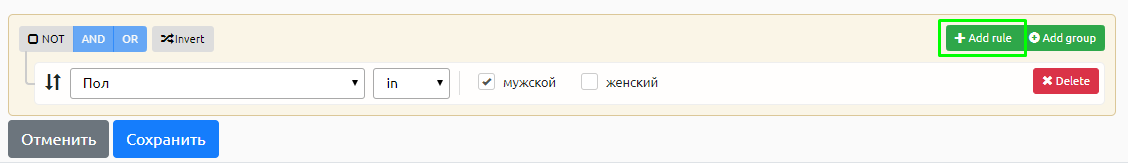 NOT AND OR Invert Add rule Add group
Пол in мужской женский Delete
Отменить Сохранить